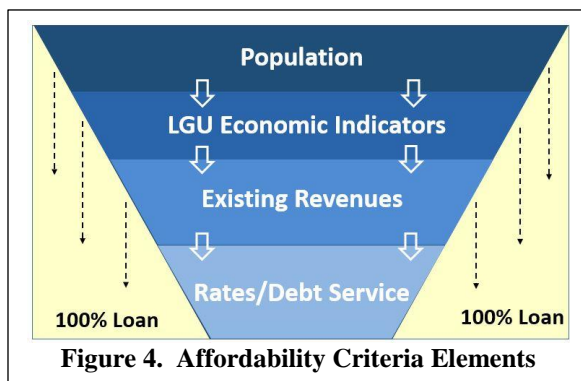 Population
LGU Economic Indicators
Existing Revenues
Rates/Debt Service
100% Loan
100% Loan
Figure 4. Affordability Criteria Elements